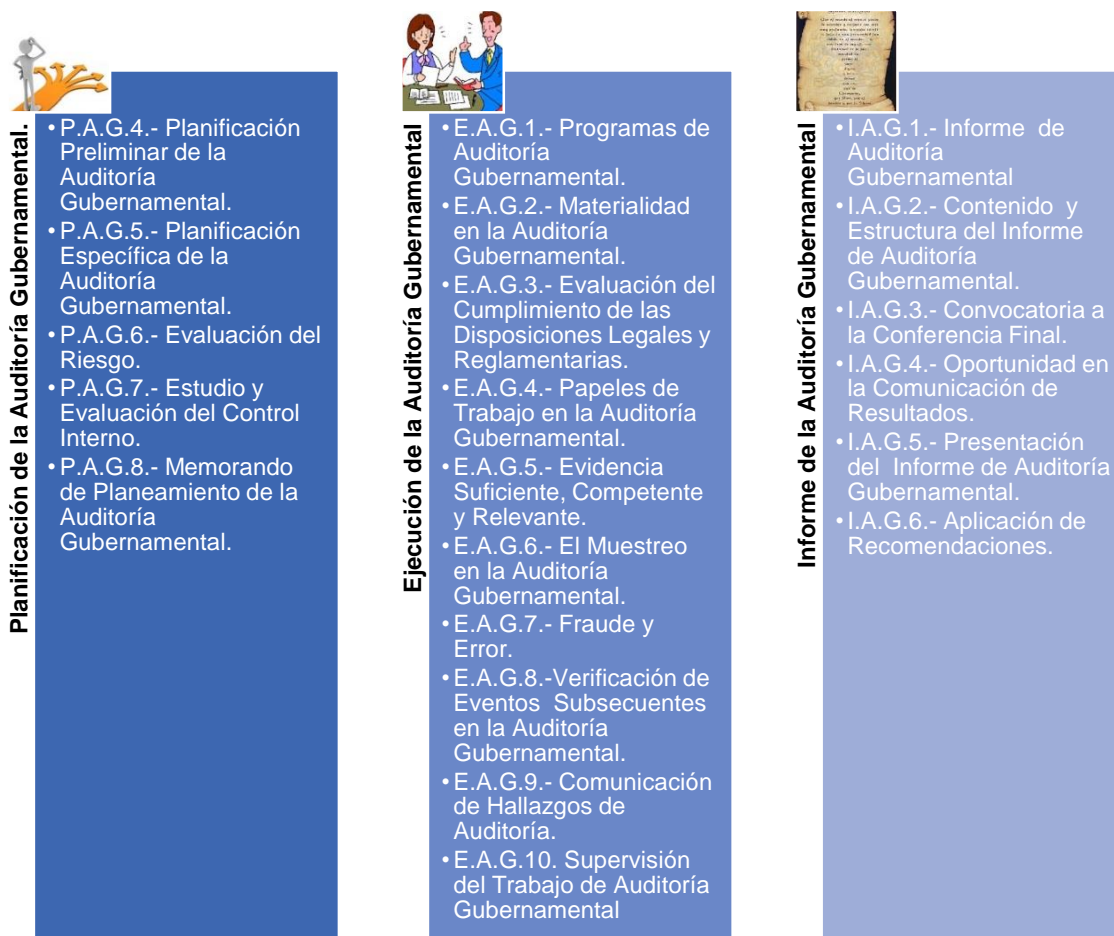 Planificación de la Auditoría Gubernamental.
•P.A.G.4.- Planificación
Preliminar de la
Auditoría
Gubernamental.
•P.A.G.5.- Planificación
Específica de la
Auditoría
Gubernamental.
•P.A.G.6.- Evaluación del
Riesgo.
•P.A.G.7.- Estudio y
Evaluación del Control
Interno.
•P.A.G.8.- Memorando
de Planeamiento de la
Auditoría
Gubernamental.
Ejecución de la Auditoría Gubernamental
•E.A.G.1.- Programas de
Auditoría
Gubernamental.
•E.A.G.2.- Materialidad
en la Auditoría
Gubernamental.
•E.A.G.3.- Evaluación del
Cumplimiento de las
Disposiciones Legales y
Reglamentarias.
•E.A.G.4.- Papeles de
Trabajo en la Auditoría
Gubernamental.
•E.A.G.5.- Evidencia
Suficiente, Competente
y Relevante.
•E.A.G.6.- El Muestreo
en la Auditoría
Gubernamental.
•E.A.G.7.- Fraude y
Error.
•E.A.G.8.-Verificación de
Eventos Subsecuentes
en la Auditoría
Gubernamental.
•E.A.G.9.- Comunicación
de Hallazgos de
Auditoría.
•E.A.G.10. Supervisión
del Trabajo de Auditoría
Gubernamental
Informe de la Auditoría Gubernamental
•I.A.G.1.- Informe de
Auditoría
Gubernamental
•I.A.G.2.- Contenido y
Estructura del Informe
de Auditoría
Gubernamental.
•I.A.G.3.- Convocatoria a
la Conferencia Final.
•I.A.G.4.- Oportunidad en
la Comunicación de
Resultados.
•I.A.G.5.- Presentación
del Informe de Auditoría
Gubernamental.
•I.A.G.6.- Aplicación de
Recomendaciones.